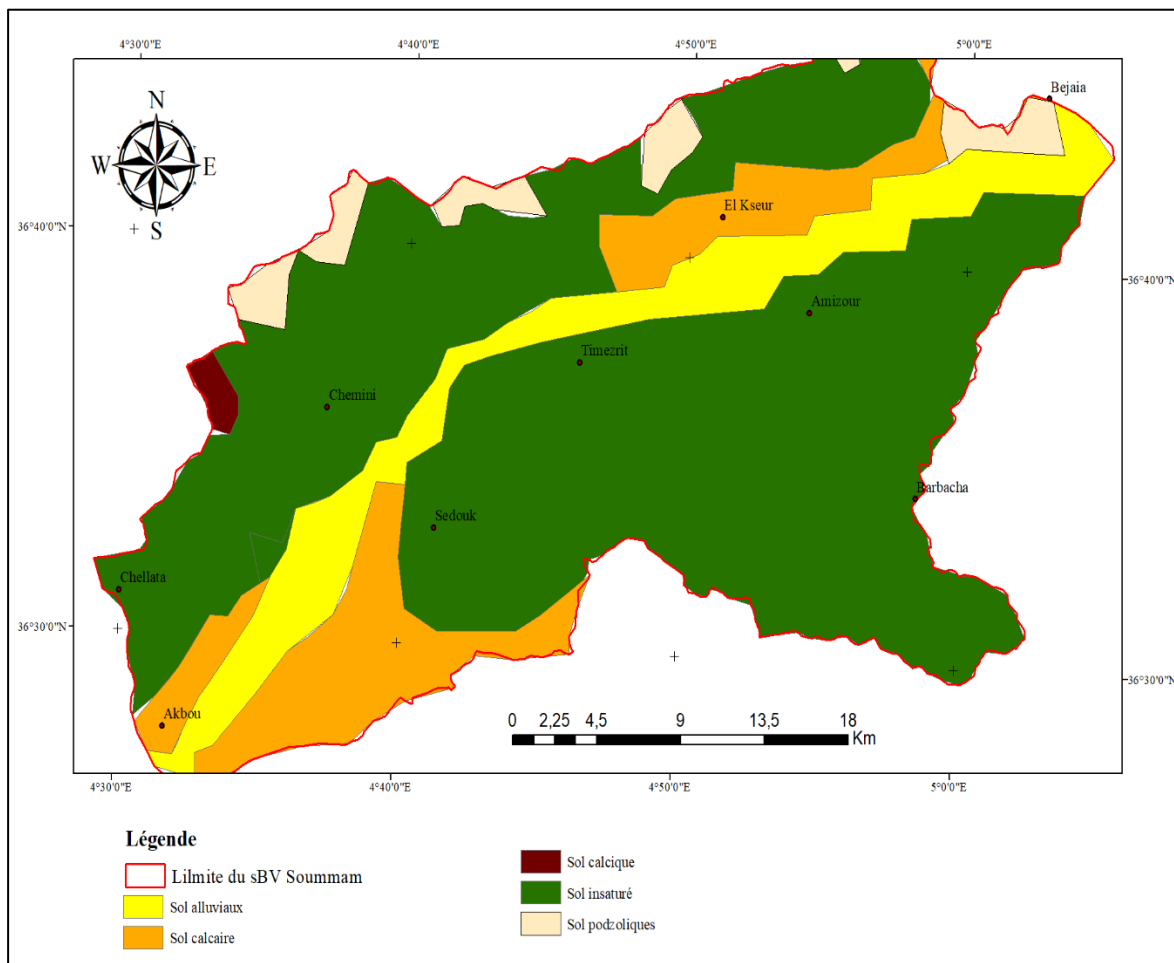 4°30'0"E 4°40'0"E 4°50'0"E 5°0'0"E
Bejaia
N
W E
S
El Kseur
36°40'0"N
36°40'0"N
Amizour
Timezrit
Chemini
Barbacha
Sedouk
Chellata
36°30'0"N
36°30'0"N
Akbou
0 2,25 4,5 9 13,5 18
Km
4°30'0"E 4°40'0"E 4°50'0"E 5°0'0"E
Légende
Lilmite du sBV Soummam
Sol alluviaux
Sol calcaire
Sol calcique
Sol insaturé
Sol podzoliques